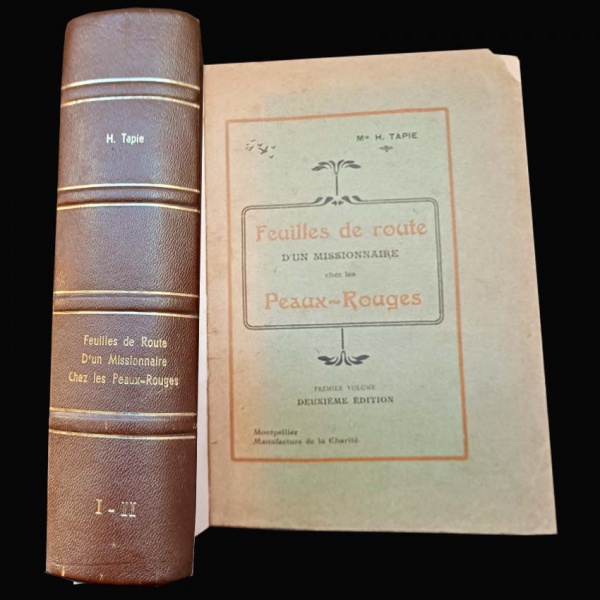 H. Tapie
Feuilles de Route
D'un Missionnaire
Chez les Peaux-Rouges
I-II
Mgr H. TAPIE
Feuilles de route
D'UN MISSIONNAIRE
chez les
Peaux-Rouges
PREMIER VOLUME
DEUXIÈME ÉDITION
Montpellier
Manufacture de la Charité.